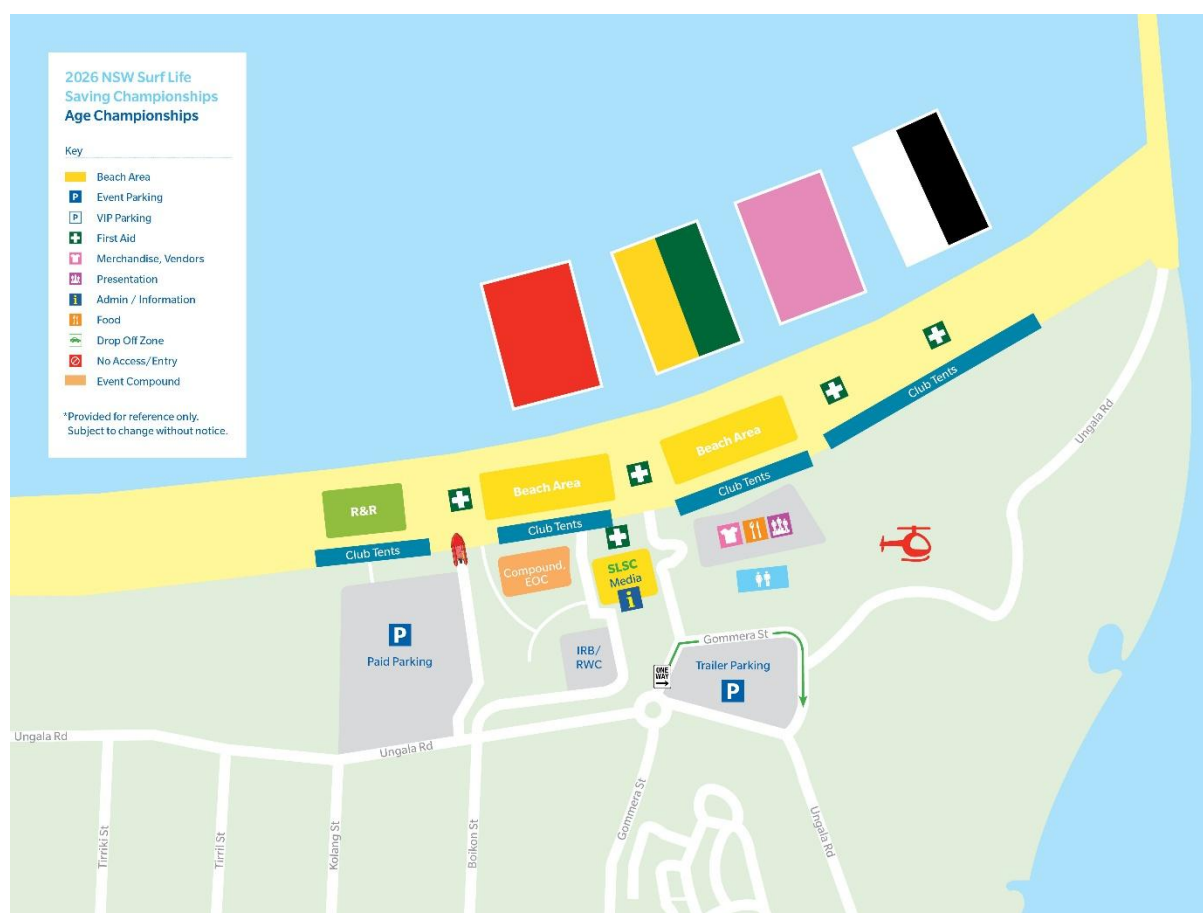 2026 NSW Surf Life
Saving Championships
Age Championships
Key
Beach Area
P
Event Parking
P
VIP Parking
First Aid
Merchandise, Vendors
Presentation
i
Admin / Information
Food
Drop Off Zone
No Access/Entry
Event Compound
*Provided for reference only.
Subject to change without notice.
Club Tents
Beach Area
Club Tents
Beach Area
Club Tents
R&R
Club Tents
Compound,
EOC
SLSC
Media
i
P
Paid Parking
IRB/
RWC
ONE
WAY
Gommera St
Trailer Parking
P
Ungala Rd
Ungala Rd
Ungala Rd
Ungala Rd
Tirriki St
Tirril St
Kolang St
Boikon St
Gommera St